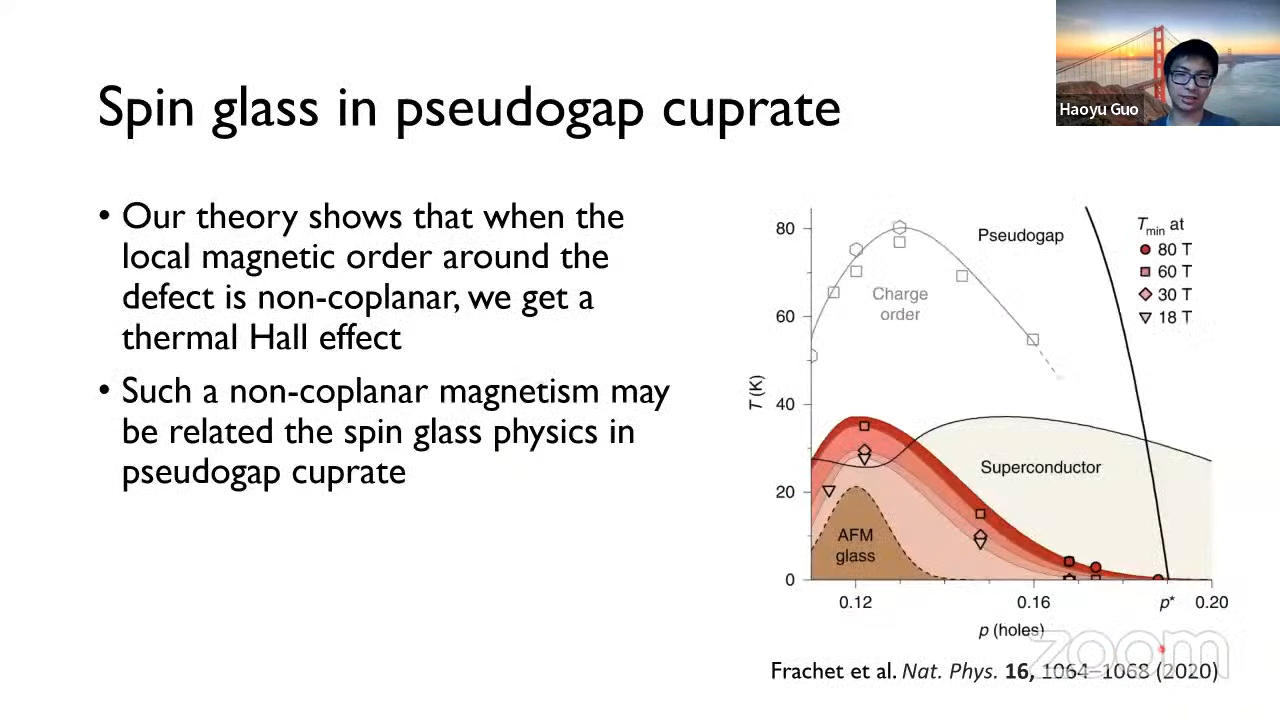 Haoyu Guo
Spin glass in pseudogap cuprate
• Our theory shows that when the
local magnetic order around the
defect is non-coplanar, we get a
thermal Hall effect
• Such a non-coplanar magnetism may
be related the spin glass physics in
pseudogap cuprate
80
60
40
20
0
T (K)
Pseudogap
Tmin at
80 T
60 T
30 T
18 T
Charge
order
Superconductor
AFM
glass
0.12
0.16
p*
0.20
p (holes)
zoom
Frachet et al. Nat. Phys. 16, 1064–1068 (2020)